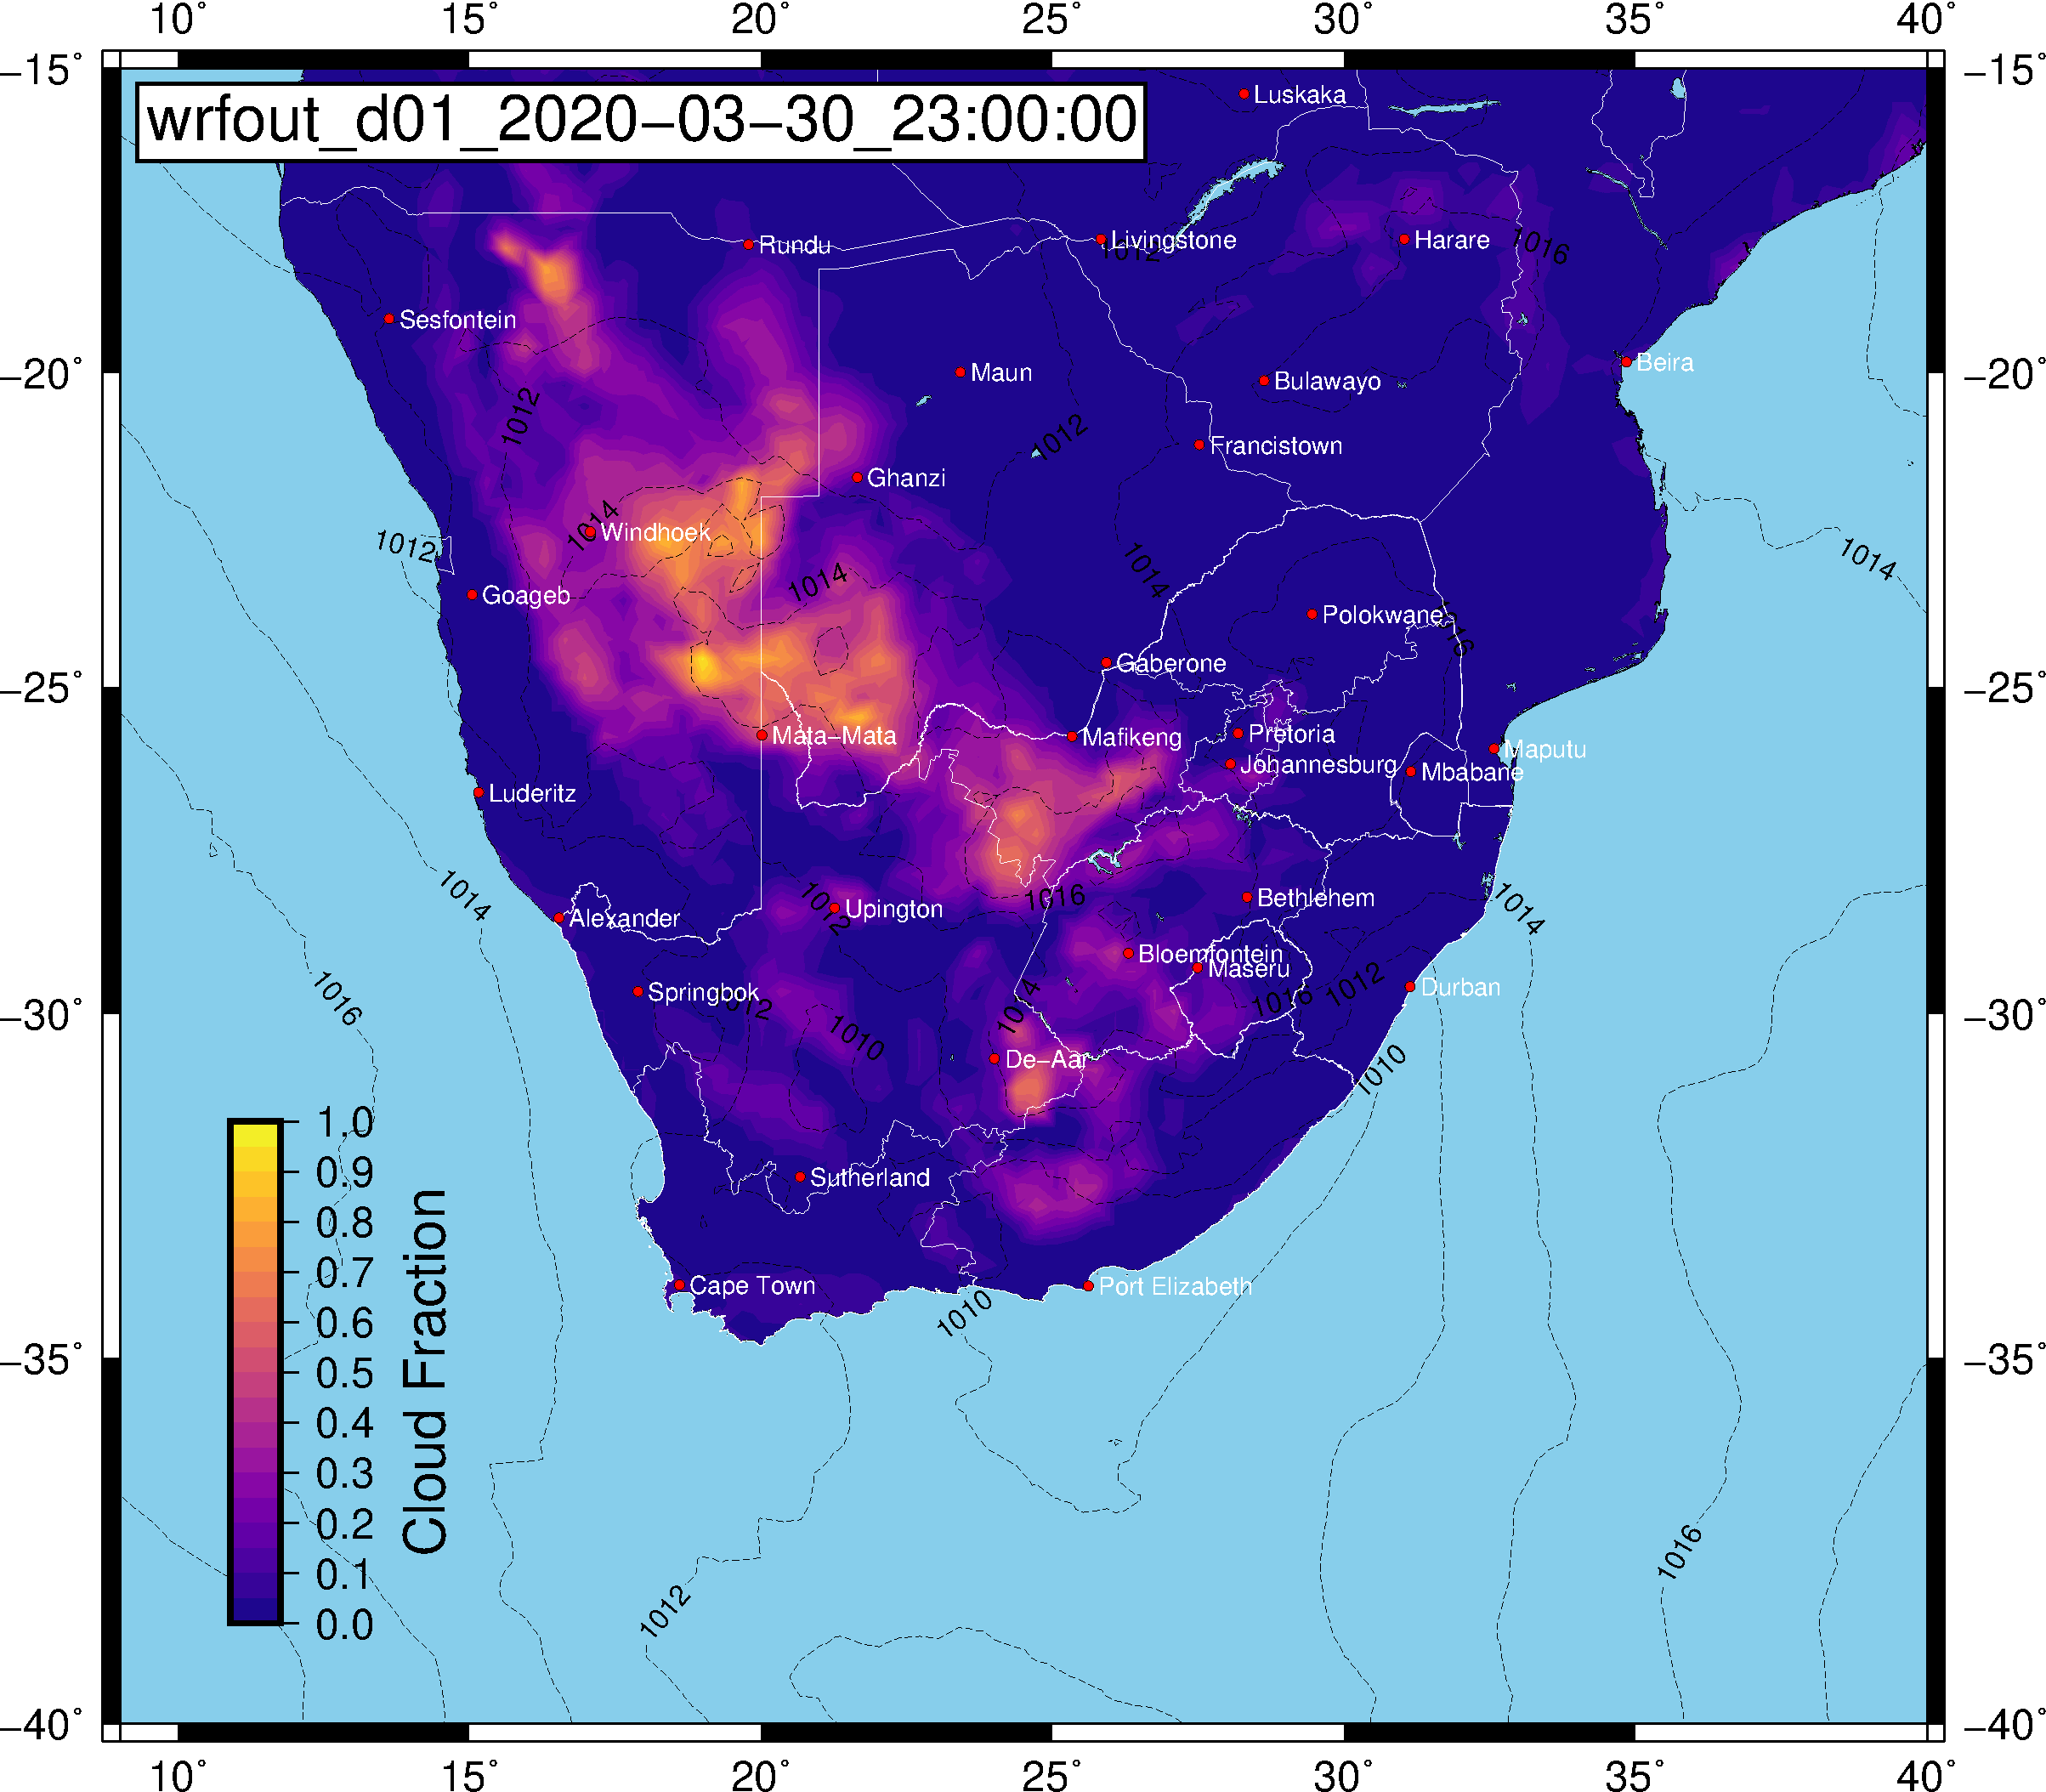 10° 15° 20° 25° 30° 35° 40°
−15° −15°
wrfout_d01_2020−03−30_23:00:00
Luskaka
Rundu
Livingstone
1012
Harare
1016
Sesfontein
−20° −20°
Maun
Bulawayo
Beira
1012
1012
Francistown
Ghanzi
1014
Windhoek
1012
1014
1014
1014
Goageb
Polokwane
1016
Gaberone
−25° −25°
Mata−Mata
Mafikeng
Pretoria
Maputu
Johannesburg
Mbabane
Luderitz
1014
1012
1016
Bethlehem
1014
Alexander
Upington
Bloemfontein
Maseru
1016
Springbok
1012
1014
1016
1012
Durban
−30° −30°
1010
De−Aar
1010
Sutherland
Cape Town
Port Elizabeth
1010
−35° −35°
1.0
0.9
0.8
0.7
0.6
0.5
0.4
0.3
0.2
0.1
0.0
Cloud Fraction
1016
1012
−40° −40°
10° 15° 20° 25° 30° 35° 40°